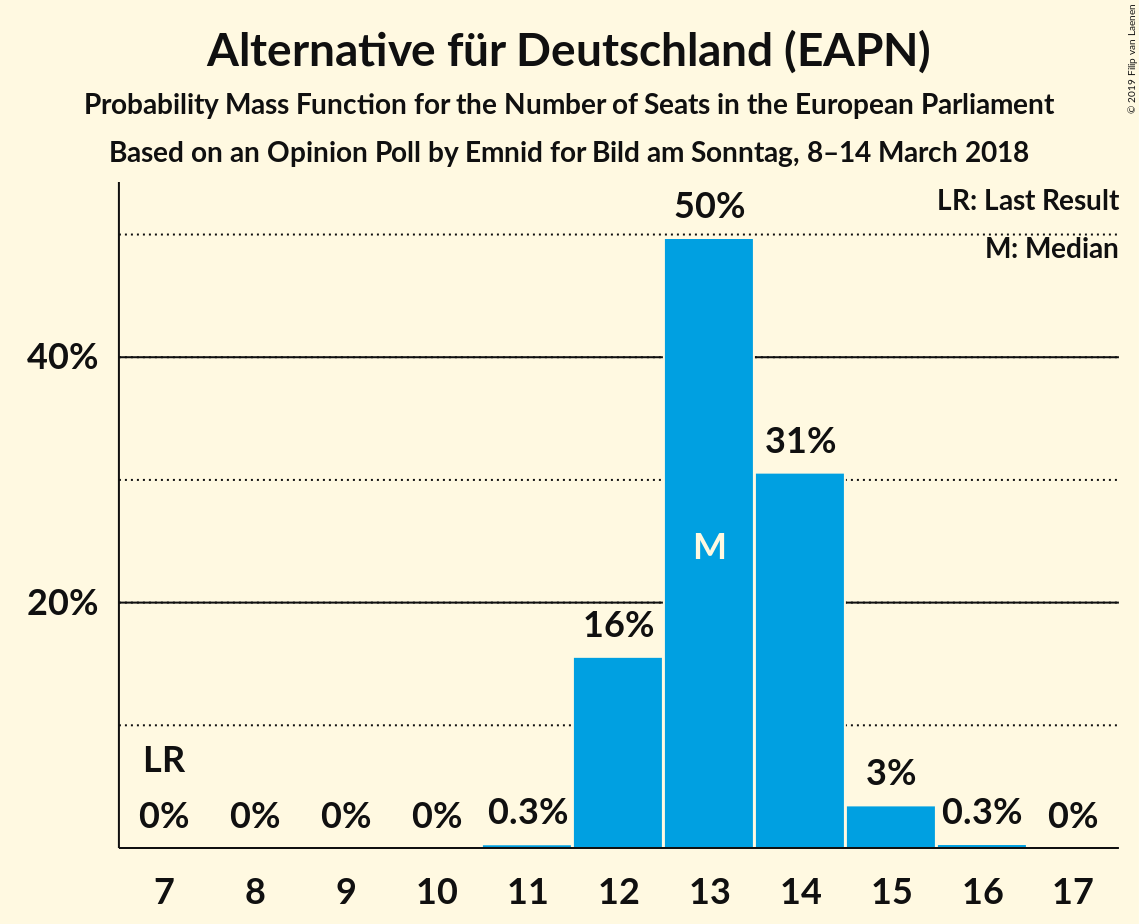 Alternative für Deutschland (EAPN)
Probability Mass Function for the Number of Seats in the European Parliament
Based on an Opinion Poll by Emnid for Bild am Sonntag, 8–14 March 2018
© 2019 Filip van Laenen
LR: Last Result
M: Median
50%
40%
31%
M
20%
16%
LR
3%
0% 0% 0% 0% 0.3% 0.3% 0%
7 8 9 10 11 12 13 14 15 16 17